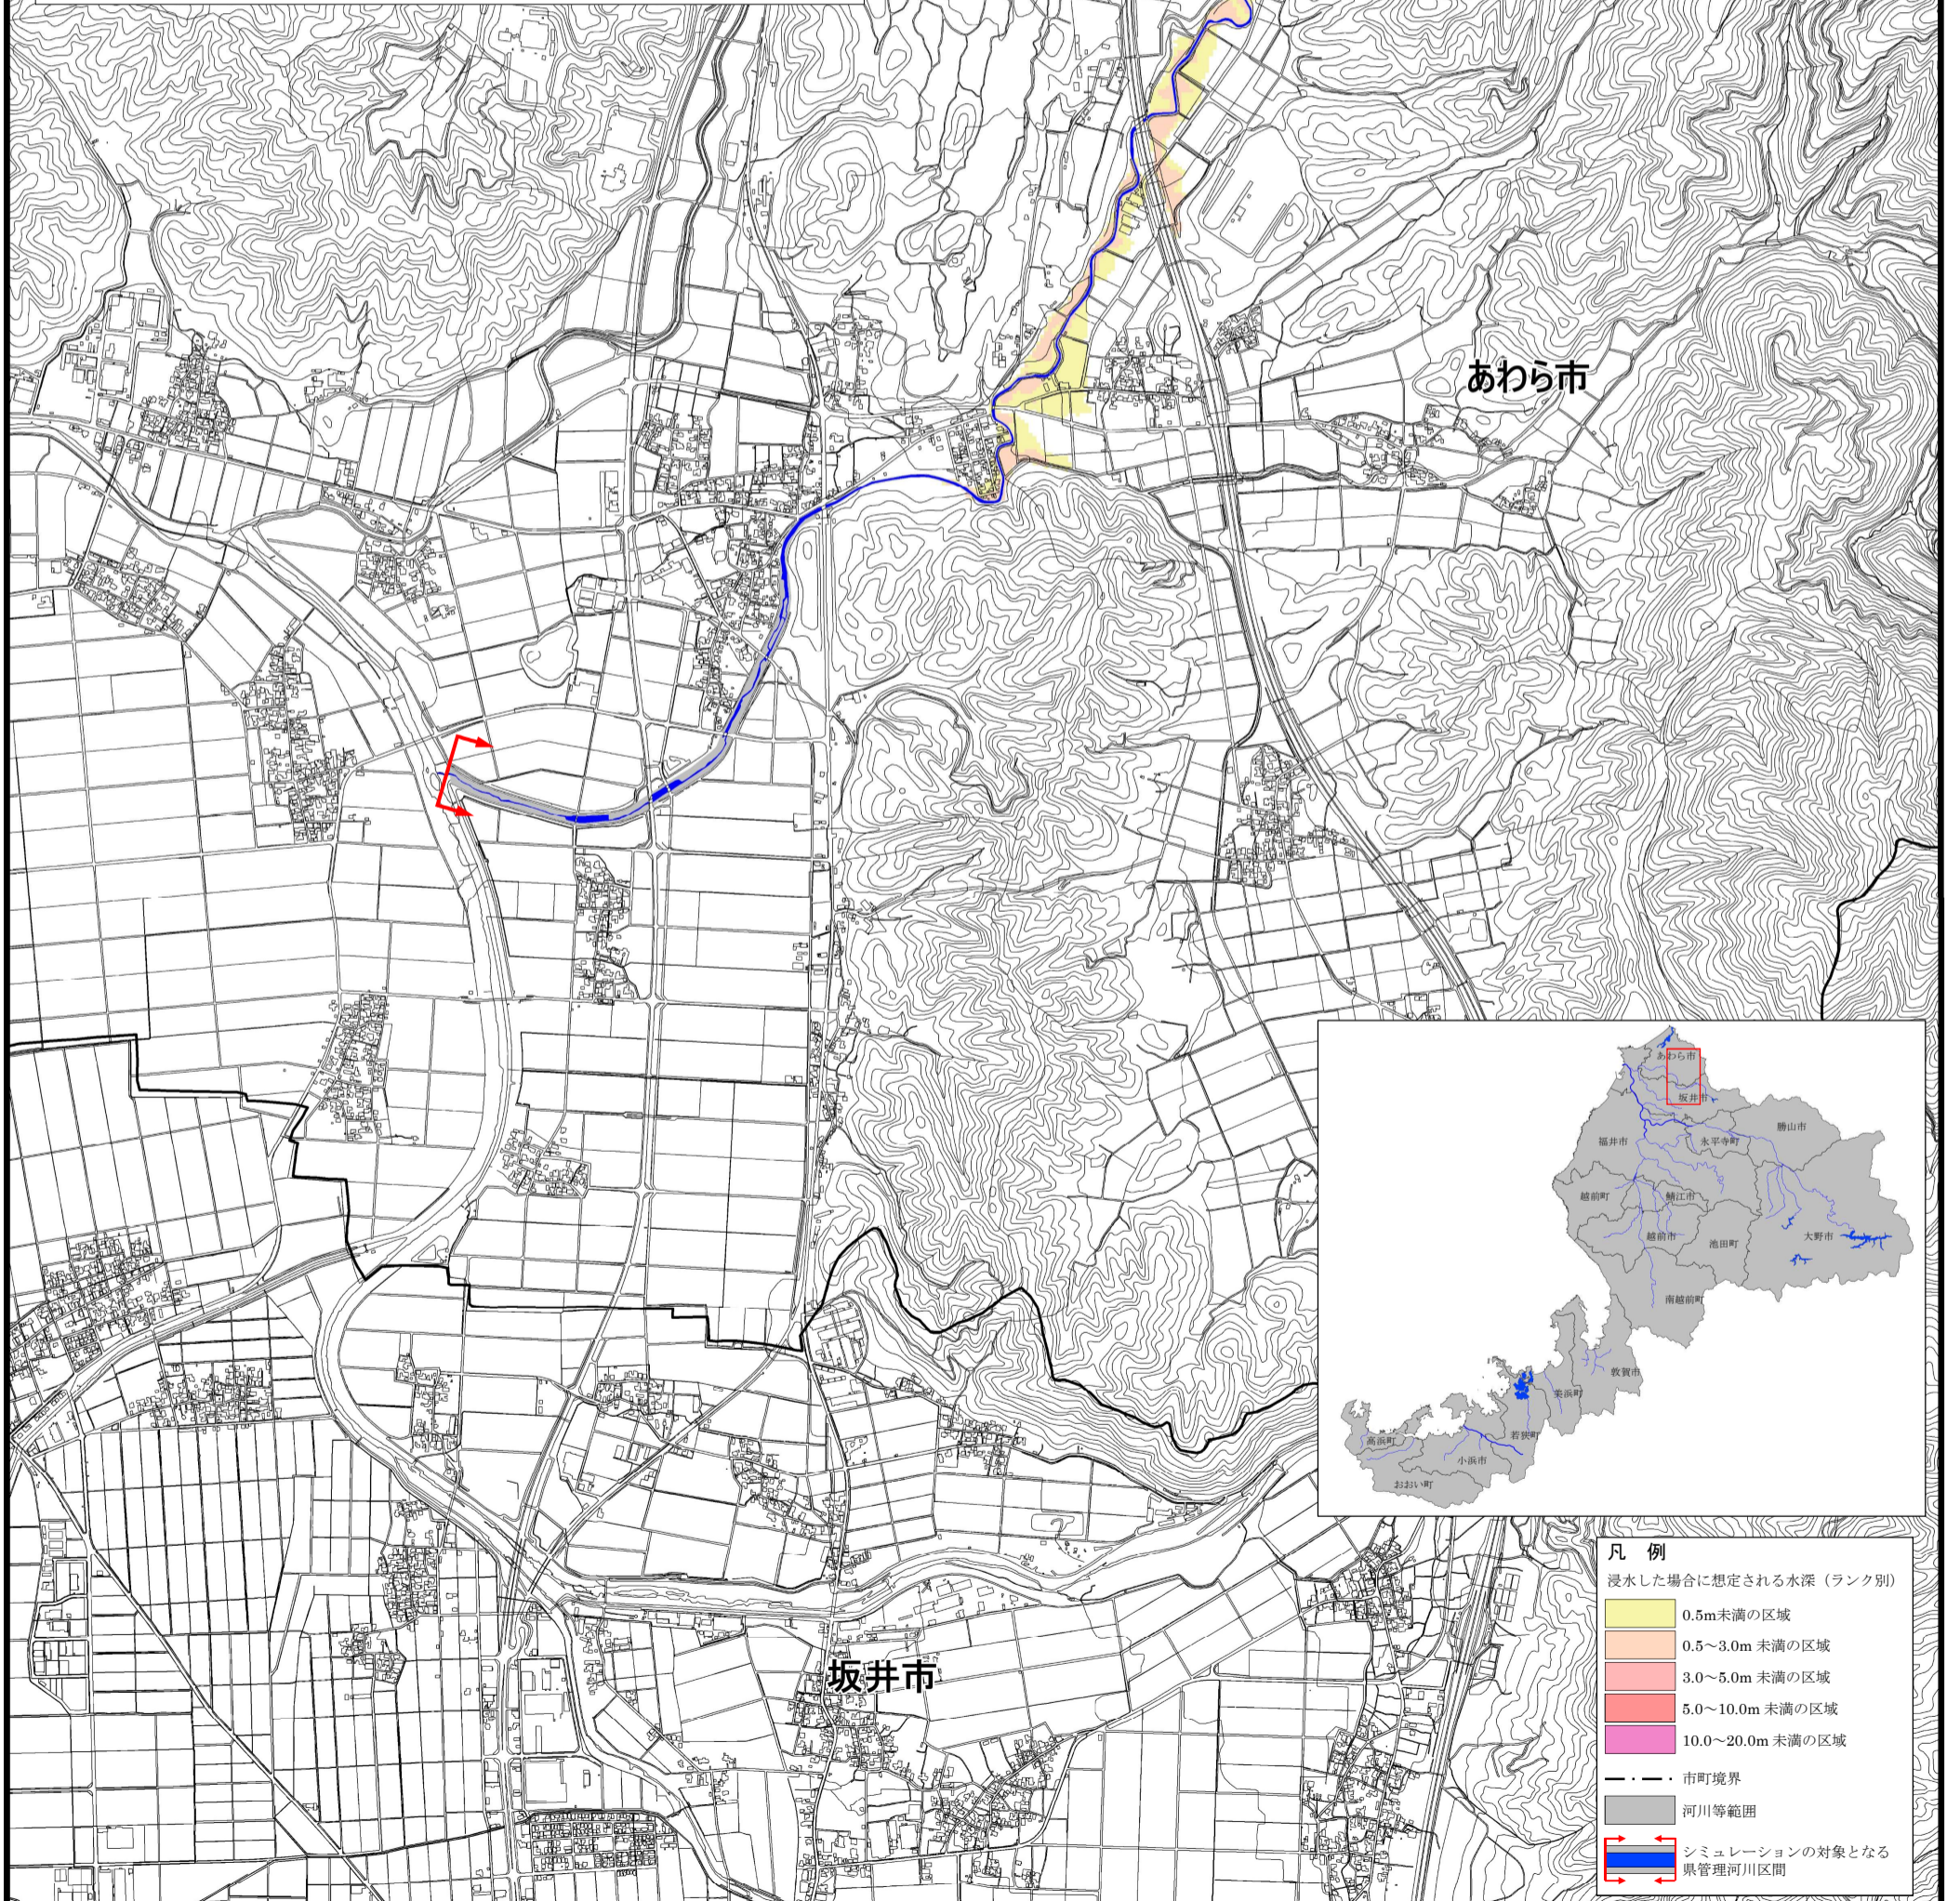 あわら市
坂井市
あわら市
坂井市
勝山市
福井市
永平寺町
越前町
鯖江市
越前市
池田町
大野市
南越前町
敦賀市
美浜町
若狭町
高浜町
小浜市
おおい町
凡 例
浸水した場合に想定される水深（ランク別）
0.5m未満の区域
0.5～3.0m 未満の区域
3.0～5.0m 未満の区域
5.0～10.0m 未満の区域
10.0～20.0m 未満の区域
市町境界
河川等範囲
シミュレーションの対象となる
県管理河川区間